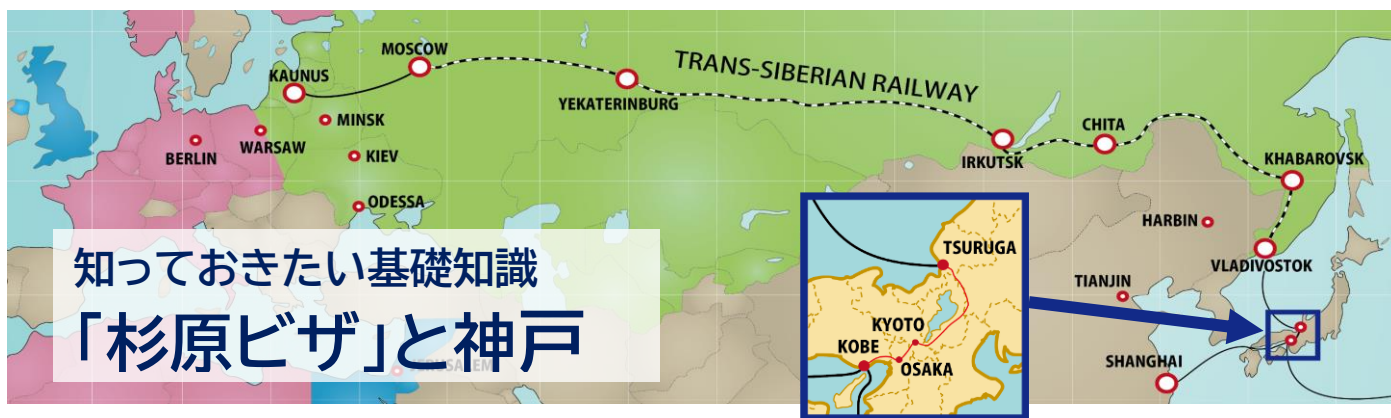 MOSCOW
KAUNUS
TRANS-SIBERIAN RAILWAY
YEKATERINBURG
MINSK
CHITA
BERLIN
WARSAW
KIEV
IRKUTSK
KHABAROVSK
ODESSA
HARBIN
知っておきたい基礎知識
「杉原ビザ」と神戸
JERUSALEM
TSURUGA
KYOTO
KOBE
OSAKA
VLADIVOSTOK
TIANJIN
SHANGHAI